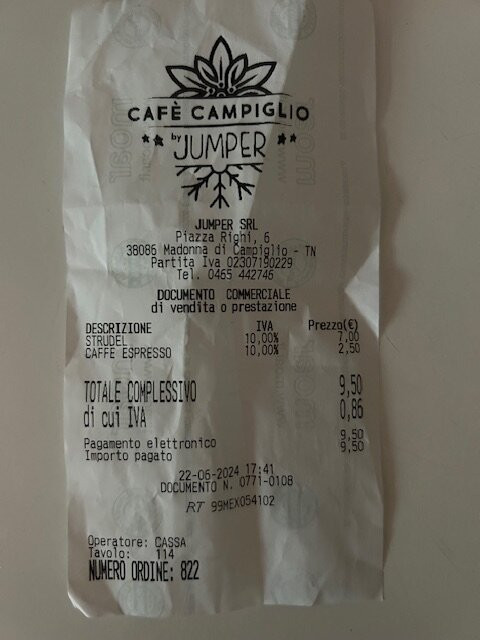 CAFÈ CAMPIGLIO
by JUMPER
JUMPER SRL
Piazza Righi, 6
38086 Madonna di Campiglio - TN
Partita Iva 02307190229
Tel. 0465 442746
DOCUMENTO COMMERCIALE
di vendita o prestazione
DESCRIZIONE IVA Prezzo(€)
STRUDEL 10,00% 7,00
CAFFE ESPRESSO 10,00% 2,50
TOTALE COMPLESSIVO 9,50
di cui IVA 0,86
Pagamento elettronico 9,50
Importo pagato 9,50
22-06-2024 17:41
DOCUMENTO N. 0771-0108
RT 99MEX054102
Operatore: CASSA
Tavolo: 114
NUMERO ORDINE: 822